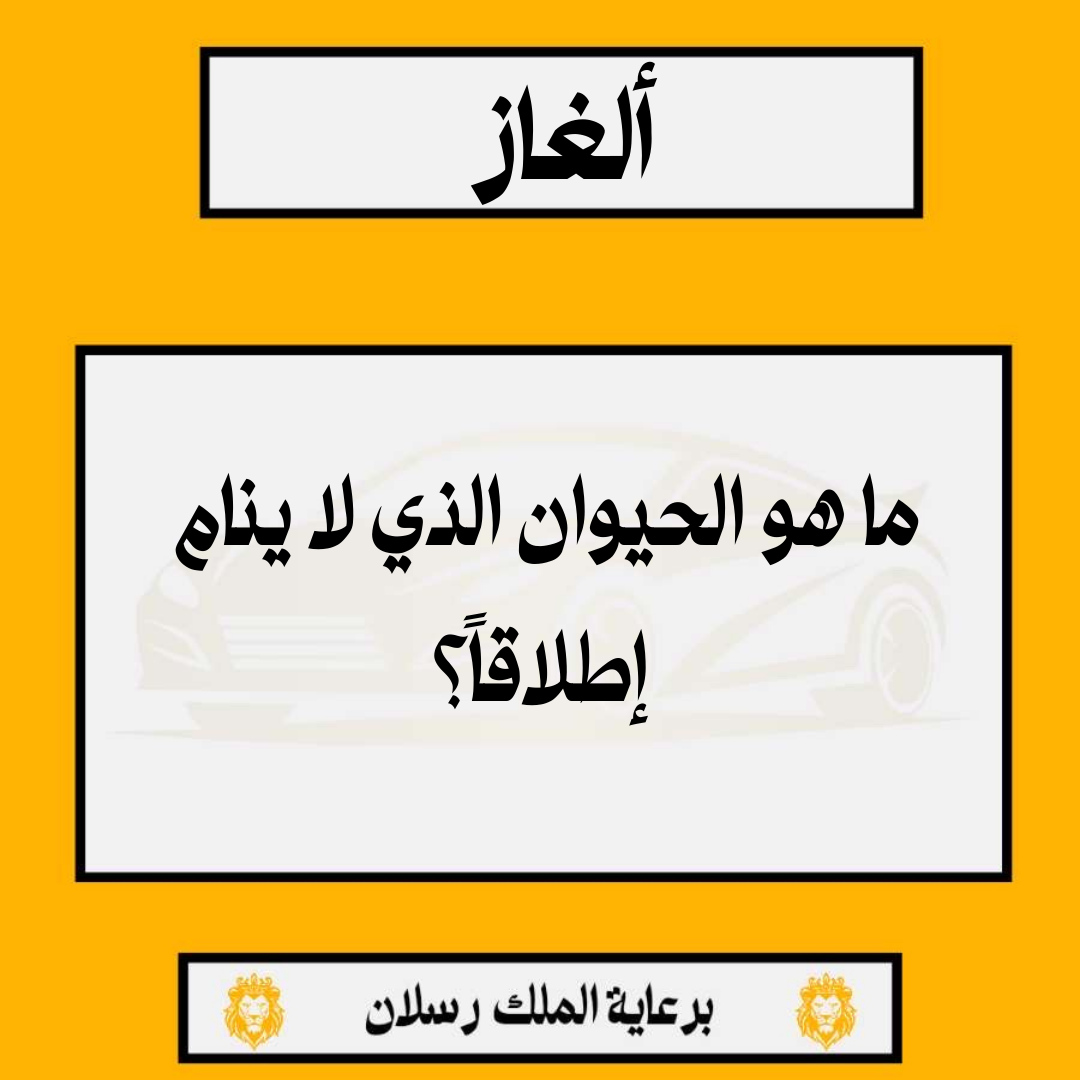 ألغاز
ما هو الحيوان الذي لا ينام
إطلاقاً؟
برعاية الملك رسلان